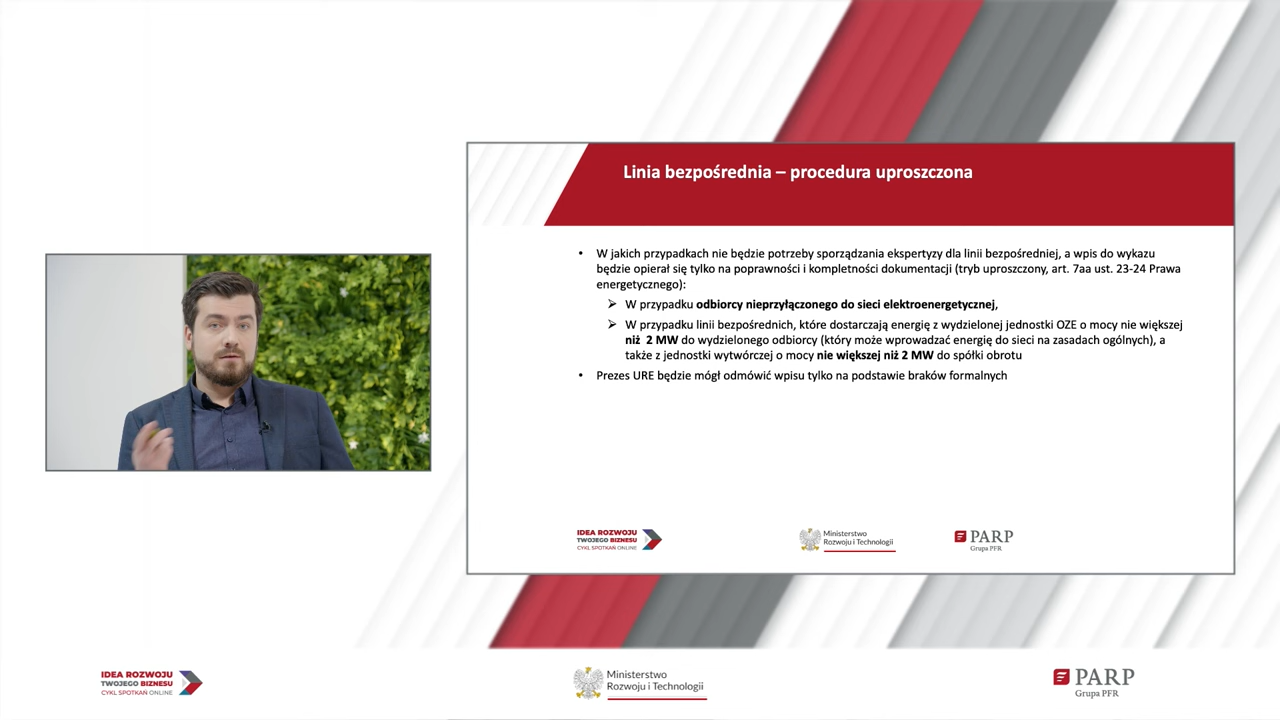 Linia bezpośrednia – procedura uproszczona
• W jakich przypadkach nie będzie potrzeby sporządzania ekspertyzy dla linii bezpośredniej, a wpis do wykazu
będzie opierał się tylko na poprawności i kompletności dokumentacji (tryb uproszczony, art. 7aa ust. 23-24 Prawa
energetycznego):
➢ W przypadku odbiorcy nieprzyłączonego do sieci elektroenergetycznej,
➢ W przypadku linii bezpośrednich, które dostarczają energię z wydzielonej jednostki OZE o mocy nie większej
niż 2 MW do wydzielonego odbiorcy (który może wprowadzać energię do sieci na zasadach ogólnych), a
także z jednostki wytwórczej o mocy nie większej niż 2 MW do spółki obrotu
• Prezes URE będzie mógł odmówić wpisu tylko na podstawie braków formalnych
IDEA ROZWOJU
TWOJEGO BIZNESU
CYKL SPOTKAŃ ONLINE
Ministerstwo
Rozwoju i Technologii
PARP
Grupa PFR
IDEA ROZWOJU
TWOJEGO BIZNESU
CYKL SPOTKAŃ ONLINE
Ministerstwo
Rozwoju i Technologii
PARP
Grupa PFR